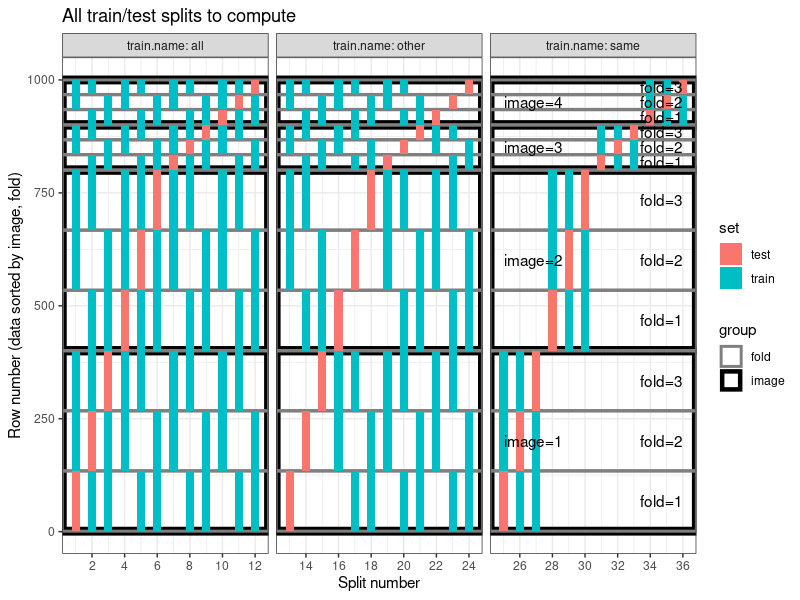 All train/test splits to compute
train.name: all
train.name: other
train.name: same
Row number (data sorted by image, fold)
1000
750
500
250
0
image=4
fold=3
fold=2
fold=1
image=3
fold=3
fold=2
fold=1
fold=3
image=2
fold=2
fold=1
fold=3
image=1
fold=2
fold=1
2 4 6 8 10 12
14 16 18 20 22 24
26 28 30 32 34 36
Split number
set
test
train
group
fold
image